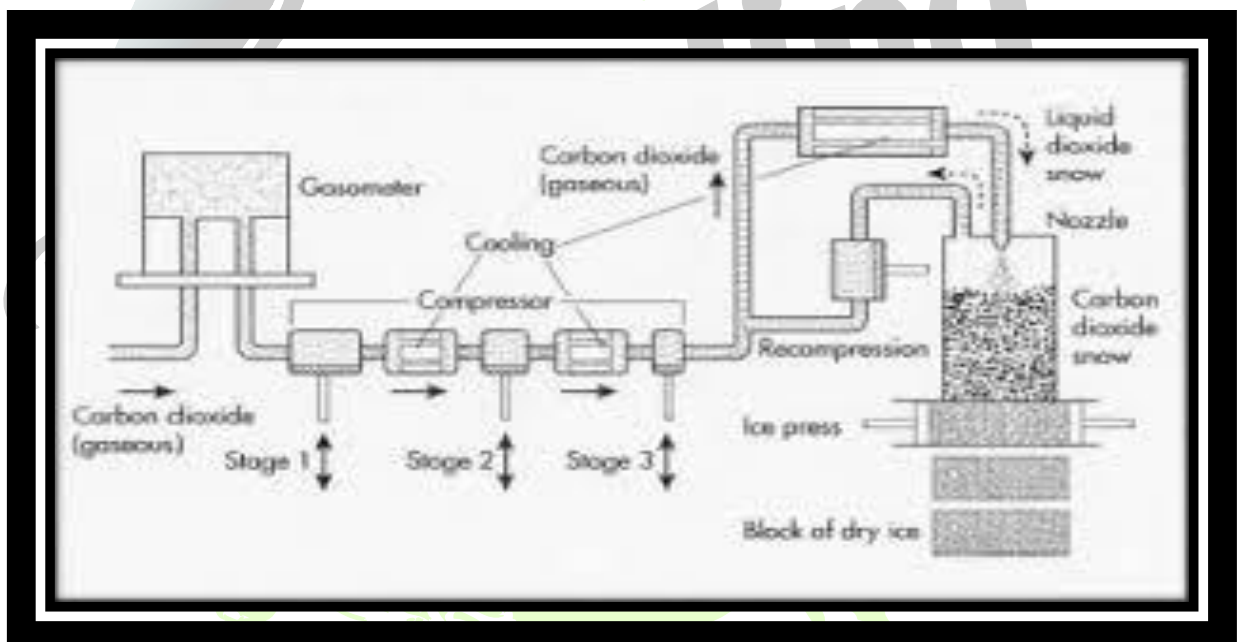 Gasometer
Carbon dioxide
(gaseous)
Liquid
dioxide
snow
Nozzle
Cooling
Compressor
Carbon
dioxide
snow
Recompression
Carbon dioxide
(gaseous)
Ice press
Stage 1
Stage 2
Stage 3
Block of dry ice